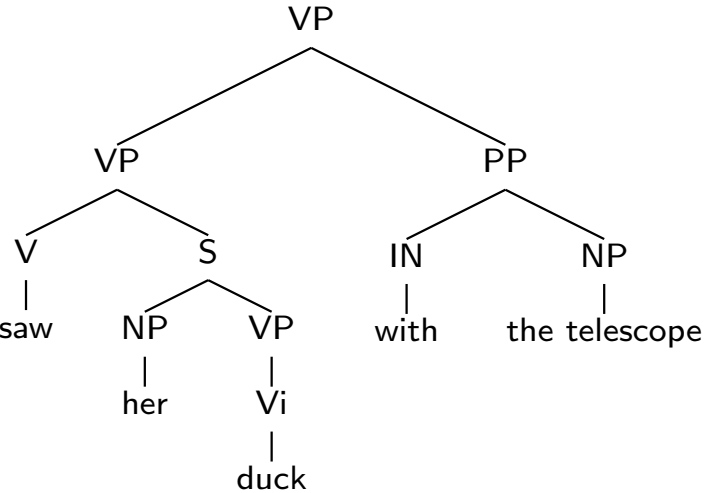 VP
VP PP
V S IN NP
saw NP VP with the telescope
her Vi
duck